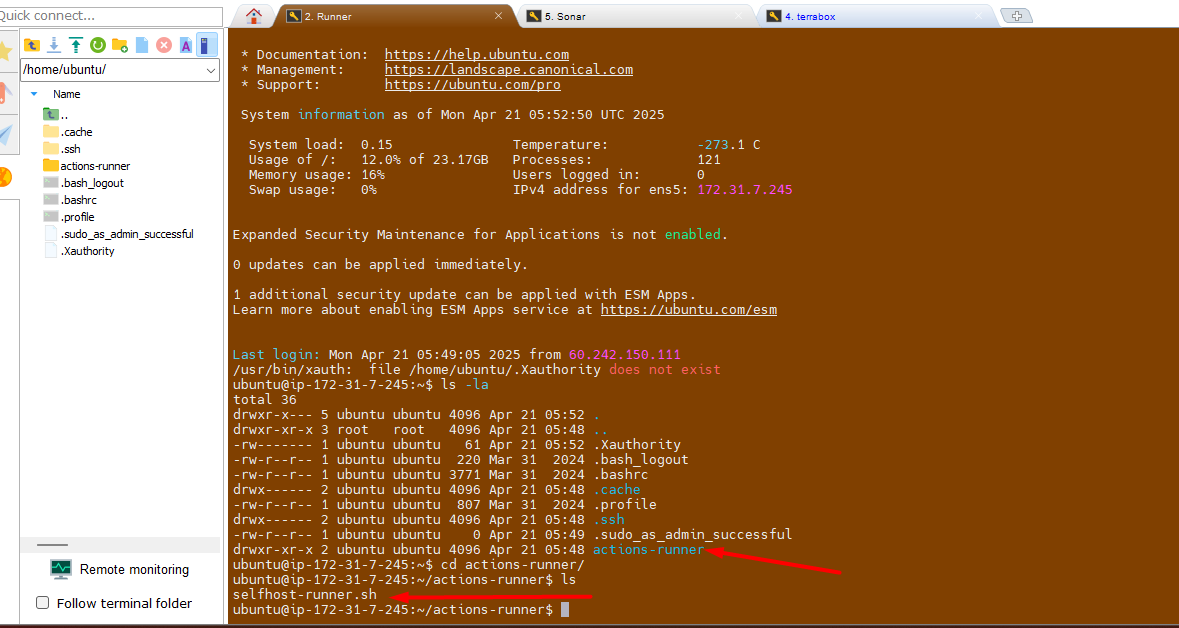 Quick connect...
2. Runner
5. Sonar
4. terrabox
/home/ubuntu/
Name
..
.cache
.ssh
actions-runner
.bash_logout
.bashrc
.profile
.sudo_as_admin_successful
.Xauthority
Remote monitoring
Follow terminal folder
* Documentation:  https://help.ubuntu.com
* Management:     https://landscape.canonical.com
* Support:        https://ubuntu.com/pro
System information as of Mon Apr 21 05:52:50 UTC 2025
System load:  0.15               Temperature:           -273.1 C
Usage of /:   12.0% of 23.17GB   Processes:             121
Memory usage: 16%                Users logged in:       0
Swap usage:   0%                 IPv4 address for ens5: 172.31.7.245
Expanded Security Maintenance for Applications is not enabled.
0 updates can be applied immediately.
1 additional security update can be applied with ESM Apps.
Learn more about enabling ESM Apps service at https://ubuntu.com/esm
Last login: Mon Apr 21 05:49:05 2025 from 60.242.150.111
/usr/bin/xauth:  file /home/ubuntu/.Xauthority does not exist
ubuntu@ip-172-31-7-245:~$ ls -la
total 36
drwxr-x--- 5 ubuntu ubuntu 4096 Apr 21 05:52 .
drwxr-xr-x 3 root   root   4096 Apr 21 05:48 ..
-rw------- 1 ubuntu ubuntu   61 Apr 21 05:52 .Xauthority
-rw-r--r-- 1 ubuntu ubuntu  220 Mar 31  2024 .bash_logout
-rw-r--r-- 1 ubuntu ubuntu 3771 Mar 31  2024 .bashrc
drwx------ 2 ubuntu ubuntu 4096 Apr 21 05:48 .cache
-rw-r--r-- 1 ubuntu ubuntu  807 Mar 31  2024 .profile
drwx------ 2 ubuntu ubuntu 4096 Apr 21 05:48 .ssh
-rw-r--r-- 1 ubuntu ubuntu    0 Apr 21 05:49 .sudo_as_admin_successful
drwxr-xr-x 2 ubuntu ubuntu 4096 Apr 21 05:48 actions-runner
ubuntu@ip-172-31-7-245:~$ cd actions-runner/
ubuntu@ip-172-31-7-245:~/actions-runner$ ls
selfhost-runner.sh
ubuntu@ip-172-31-7-245:~/actions-runner$